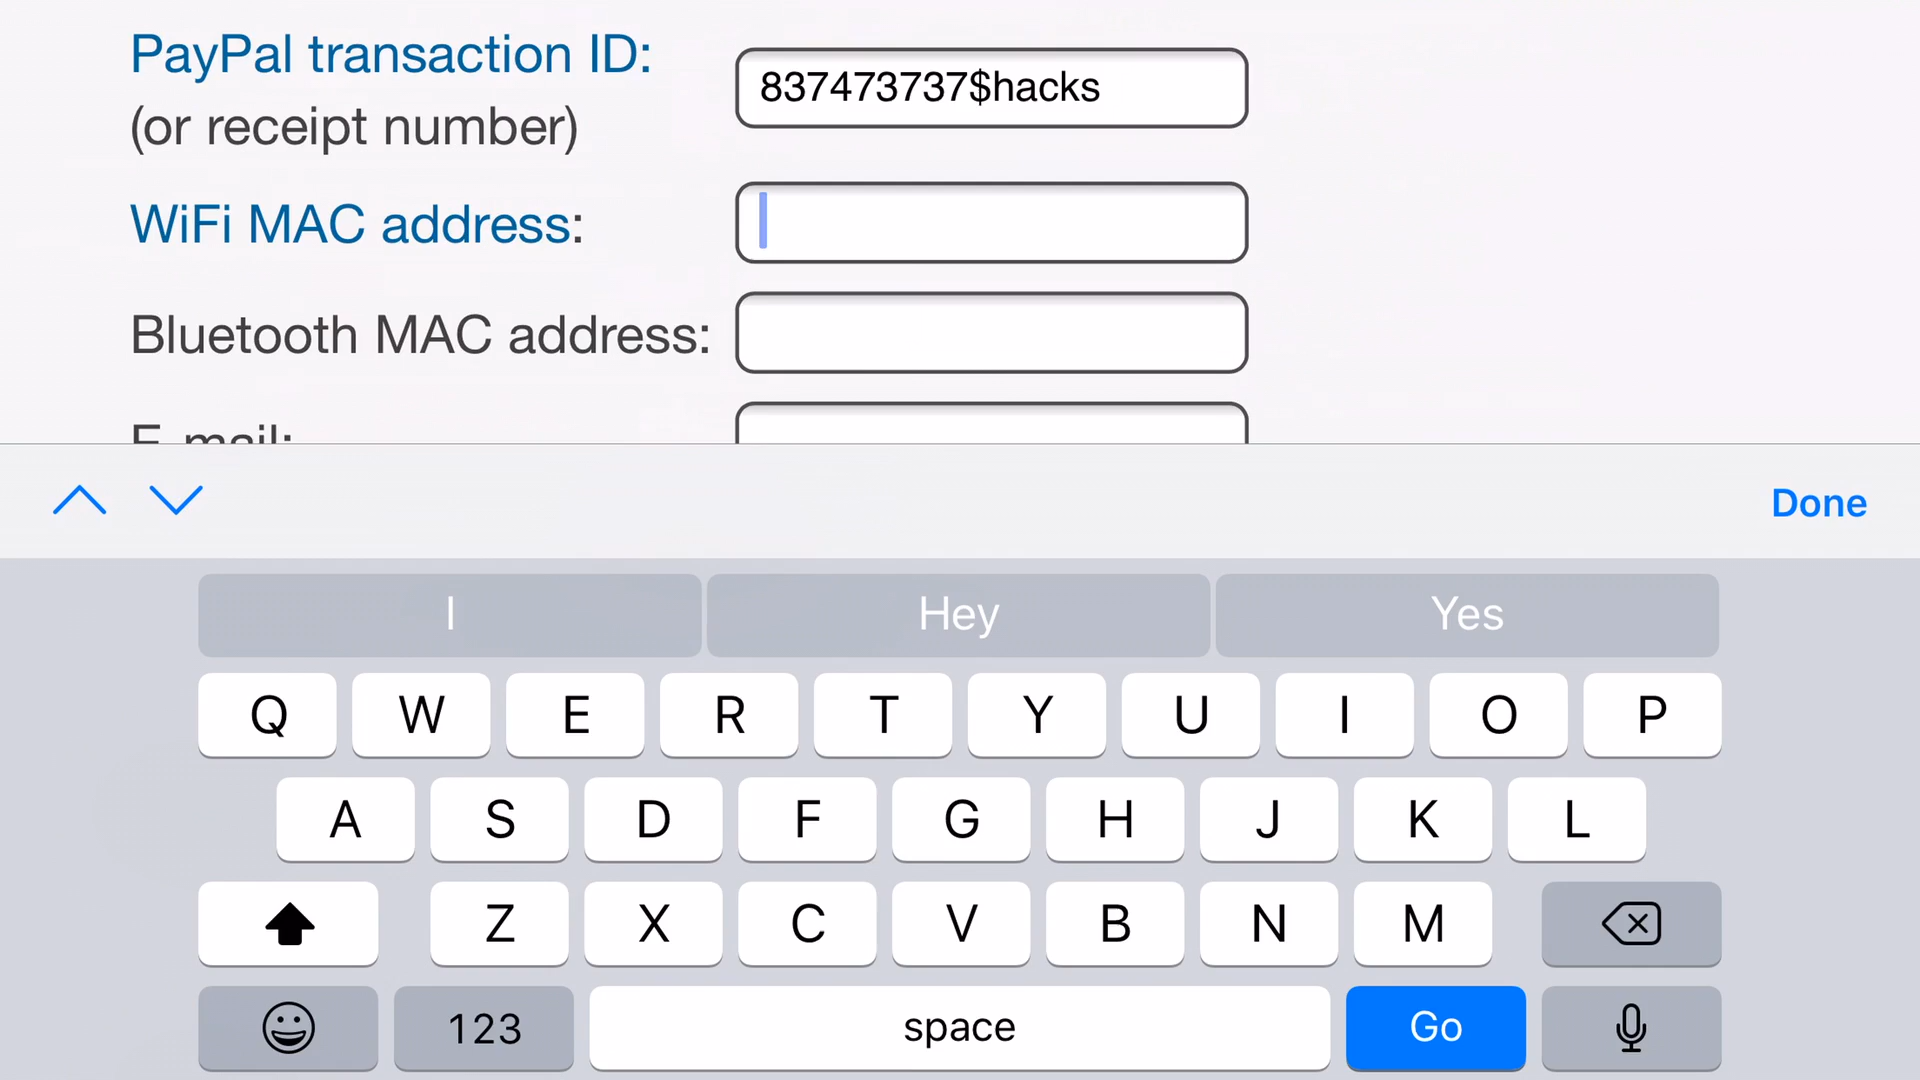 PayPal transaction ID:
(or receipt number)
837473737$hacks
WiFi MAC address:
Bluetooth MAC address:
E-mail:
Done
I Hey Yes
Q W E R T Y U I O P
A S D F G H J K L
Z X C V B N M
123 space Go